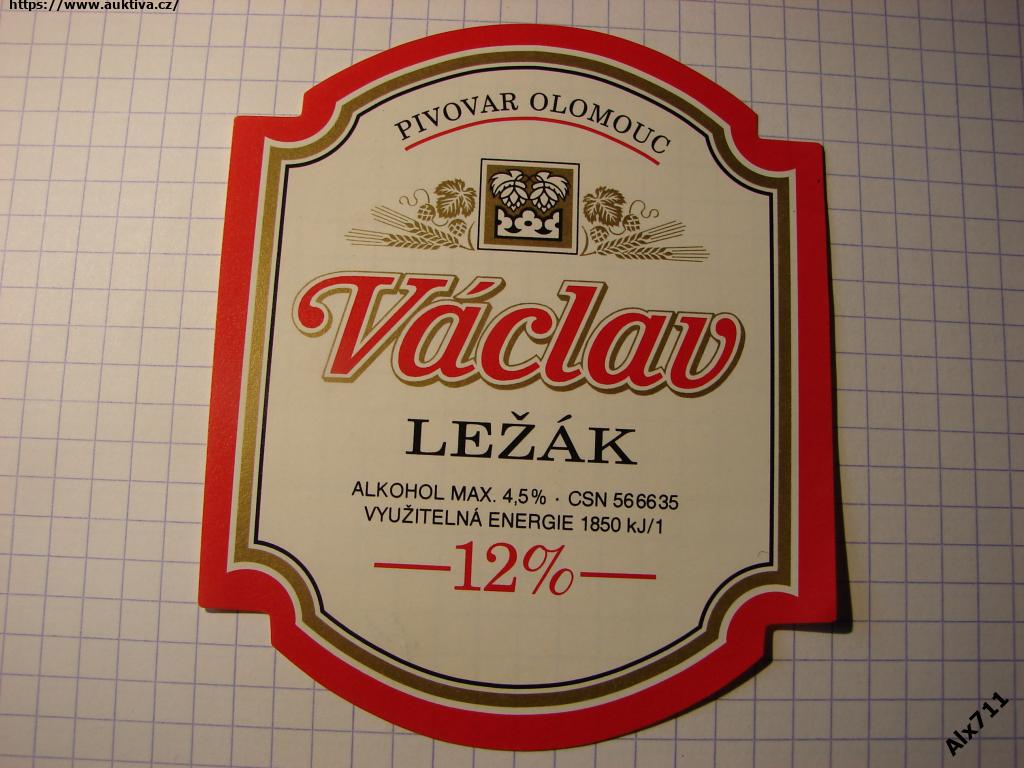 https://www.auktiva.cz/
PIVOVAR OLOMOUC
Václav
LEŽÁK
ALKOHOL MAX. 4,5% · CSN 566635
VYUŽITELNÁ ENERGIE 1850 kJ/1
12%
Alx711